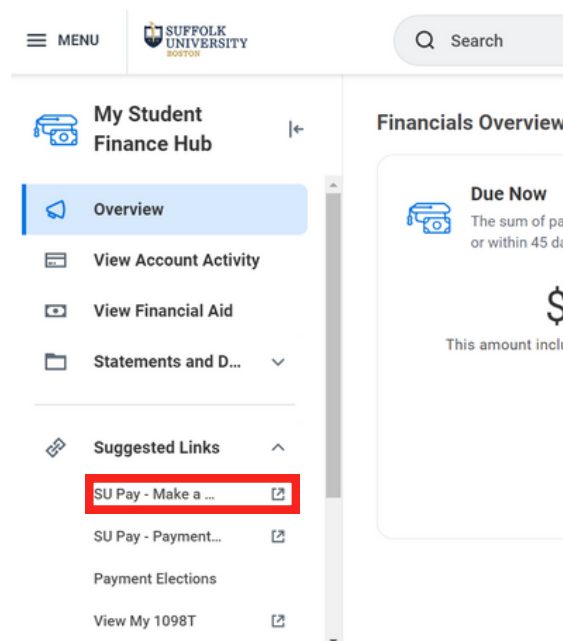 MENU
SUFFOLK
UNIVERSITY
BOSTON
Search
My Student
Finance Hub
Overview
View Account Activity
View Financial Aid
Statements and D...
Suggested Links
SU Pay - Make a ...
SU Pay - Payment...
Payment Elections
View My 1098T
Financials Overview
Due Now
The sum of pa
or within 45 da
$
This amount inclu